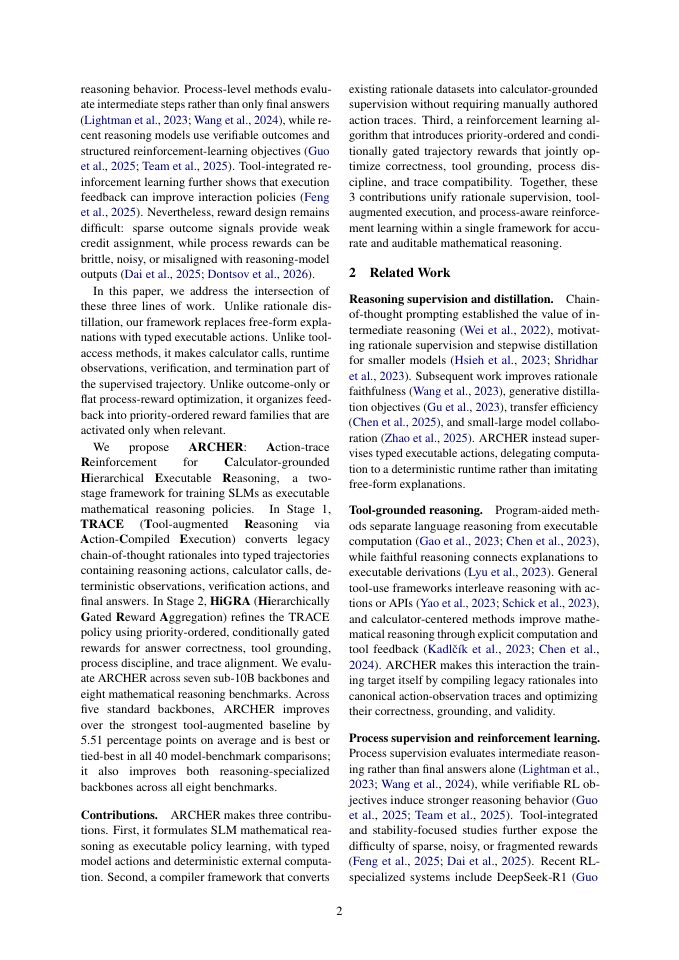 reasoning behavior. Process-level methods evalu-
ate intermediate steps rather than only final answers
(Lightman et al., 2023; Wang et al., 2024), while re-
cent reasoning models use verifiable outcomes and
structured reinforcement-learning objectives (Guo
et al., 2025; Team et al., 2025). Tool-integrated re-
inforcement learning further shows that execution
feedback can improve interaction policies (Feng
et al., 2025). Nevertheless, reward design remains
difficult: sparse outcome signals provide weak
credit assignment, while process rewards can be
brittle, noisy, or misaligned with reasoning-model
outputs (Dai et al., 2025; Dontsov et al., 2026).
In this paper, we address the intersection of
these three lines of work. Unlike rationale dis-
tillation, our framework replaces free-form expla-
nations with typed executable actions. Unlike tool-
access methods, it makes calculator calls, runtime
observations, verification, and termination part of
the supervised trajectory. Unlike outcome-only or
flat process-reward optimization, it organizes feed-
back into priority-ordered reward families that are
activated only when relevant.
We propose ARCHER: Action-trace
Reinforcement for Calculator-grounded
Hierarchical Executable Reasoning, a two-
stage framework for training SLMs as executable
mathematical reasoning policies. In Stage 1,
TRACE (Tool-augmented Reasoning via
Action-Compiled Execution) converts legacy
chain-of-thought rationales into typed trajectories
containing reasoning actions, calculator calls, de-
terministic observations, verification actions, and
final answers. In Stage 2, HiGRA (Hierarchically
Gated Reward Aggregation) refines the TRACE
policy using priority-ordered, conditionally gated
rewards for answer correctness, tool grounding,
process discipline, and trace alignment. We evalu-
ate ARCHER across seven sub-10B backbones and
eight mathematical reasoning benchmarks. Across
five standard backbones, ARCHER improves
over the strongest tool-augmented baseline by
5.51 percentage points on average and is best or
tied-best in all 40 model-benchmark comparisons;
it also improves both reasoning-specialized
backbones across all eight benchmarks.
Contributions. ARCHER makes three contribu-
tions. First, it formulates SLM mathematical rea-
soning as executable policy learning, with typed
model actions and deterministic external computa-
tion. Second, a compiler framework that converts
existing rationale datasets into calculator-grounded
supervision without requiring manually authored
action traces. Third, a reinforcement learning al-
gorithm that introduces priority-ordered and condi-
tionally gated trajectory rewards that jointly op-
timize correctness, tool grounding, process dis-
cipline, and trace compatibility. Together, these
3 contributions unify rationale supervision, tool-
augmented execution, and process-aware reinforce-
ment learning within a single framework for accu-
rate and auditable mathematical reasoning.
2 Related Work
Reasoning supervision and distillation. Chain-
of-thought prompting established the value of in-
termediate reasoning (Wei et al., 2022), motivat-
ing rationale supervision and stepwise distillation
for smaller models (Hsieh et al., 2023; Shridhar
et al., 2023). Subsequent work improves rationale
faithfulness (Wang et al., 2023), generative distilla-
tion objectives (Gu et al., 2023), transfer efficiency
(Chen et al., 2025), and small-large model collabo-
ration (Zhao et al., 2025). ARCHER instead super-
vises typed executable actions, delegating computa-
tion to a deterministic runtime rather than imitating
free-form explanations.
Tool-grounded reasoning. Program-aided meth-
ods separate language reasoning from executable
computation (Gao et al., 2023; Chen et al., 2023),
while faithful reasoning connects explanations to
executable derivations (Lyu et al., 2023). General
tool-use frameworks interleave reasoning with ac-
tions or APIs (Yao et al., 2023; Schick et al., 2023),
and calculator-centered methods improve mathe-
matical reasoning through explicit computation and
tool feedback (Kadlčík et al., 2023; Chen et al.,
2024). ARCHER makes this interaction the train-
ing target itself by compiling legacy rationales into
canonical action-observation traces and optimizing
their correctness, grounding, and validity.
Process supervision and reinforcement learning.
Process supervision evaluates intermediate reason-
ing rather than final answers alone (Lightman et al.,
2023; Wang et al., 2024), while verifiable RL ob-
jectives induce stronger reasoning behavior (Guo
et al., 2025; Team et al., 2025). Tool-integrated
and stability-focused studies further expose the
difficulty of sparse, noisy, or fragmented rewards
(Feng et al., 2025; Dai et al., 2025). Recent RL-
specialized systems include DeepSeek-R1 (Guo
2